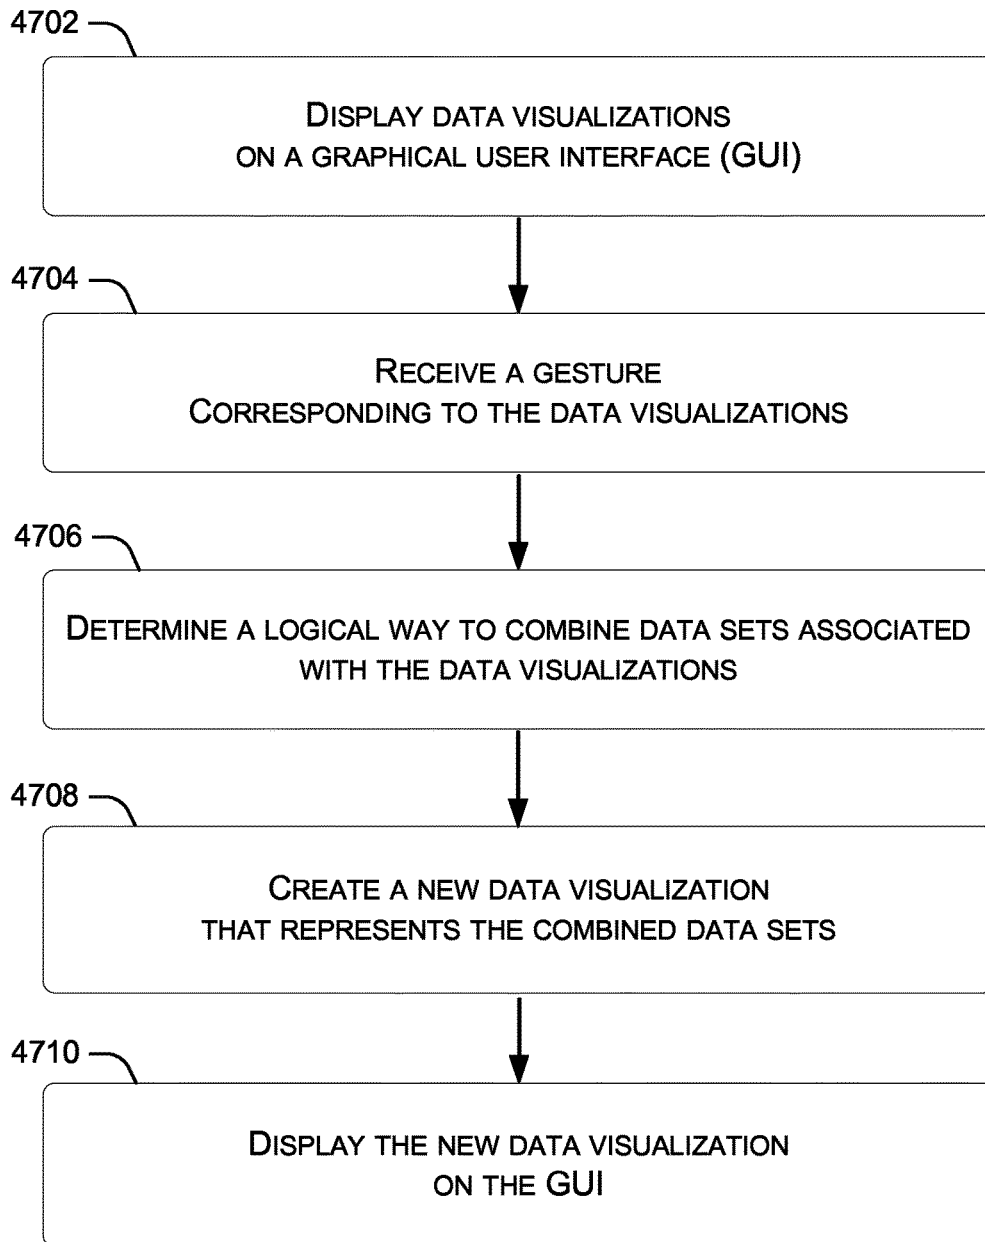 4702
DISPLAY DATA VISUALIZATIONS
ON A GRAPHICAL USER INTERFACE (GUI)
4704
RECEIVE A GESTURE
CORRESPONDING TO THE DATA VISUALIZATIONS
4706
DETERMINE A LOGICAL WAY TO COMBINE DATA SETS ASSOCIATED
WITH THE DATA VISUALIZATIONS
4708
CREATE A NEW DATA VISUALIZATION
THAT REPRESENTS THE COMBINED DATA SETS
4710
DISPLAY THE NEW DATA VISUALIZATION
ON THE GUI